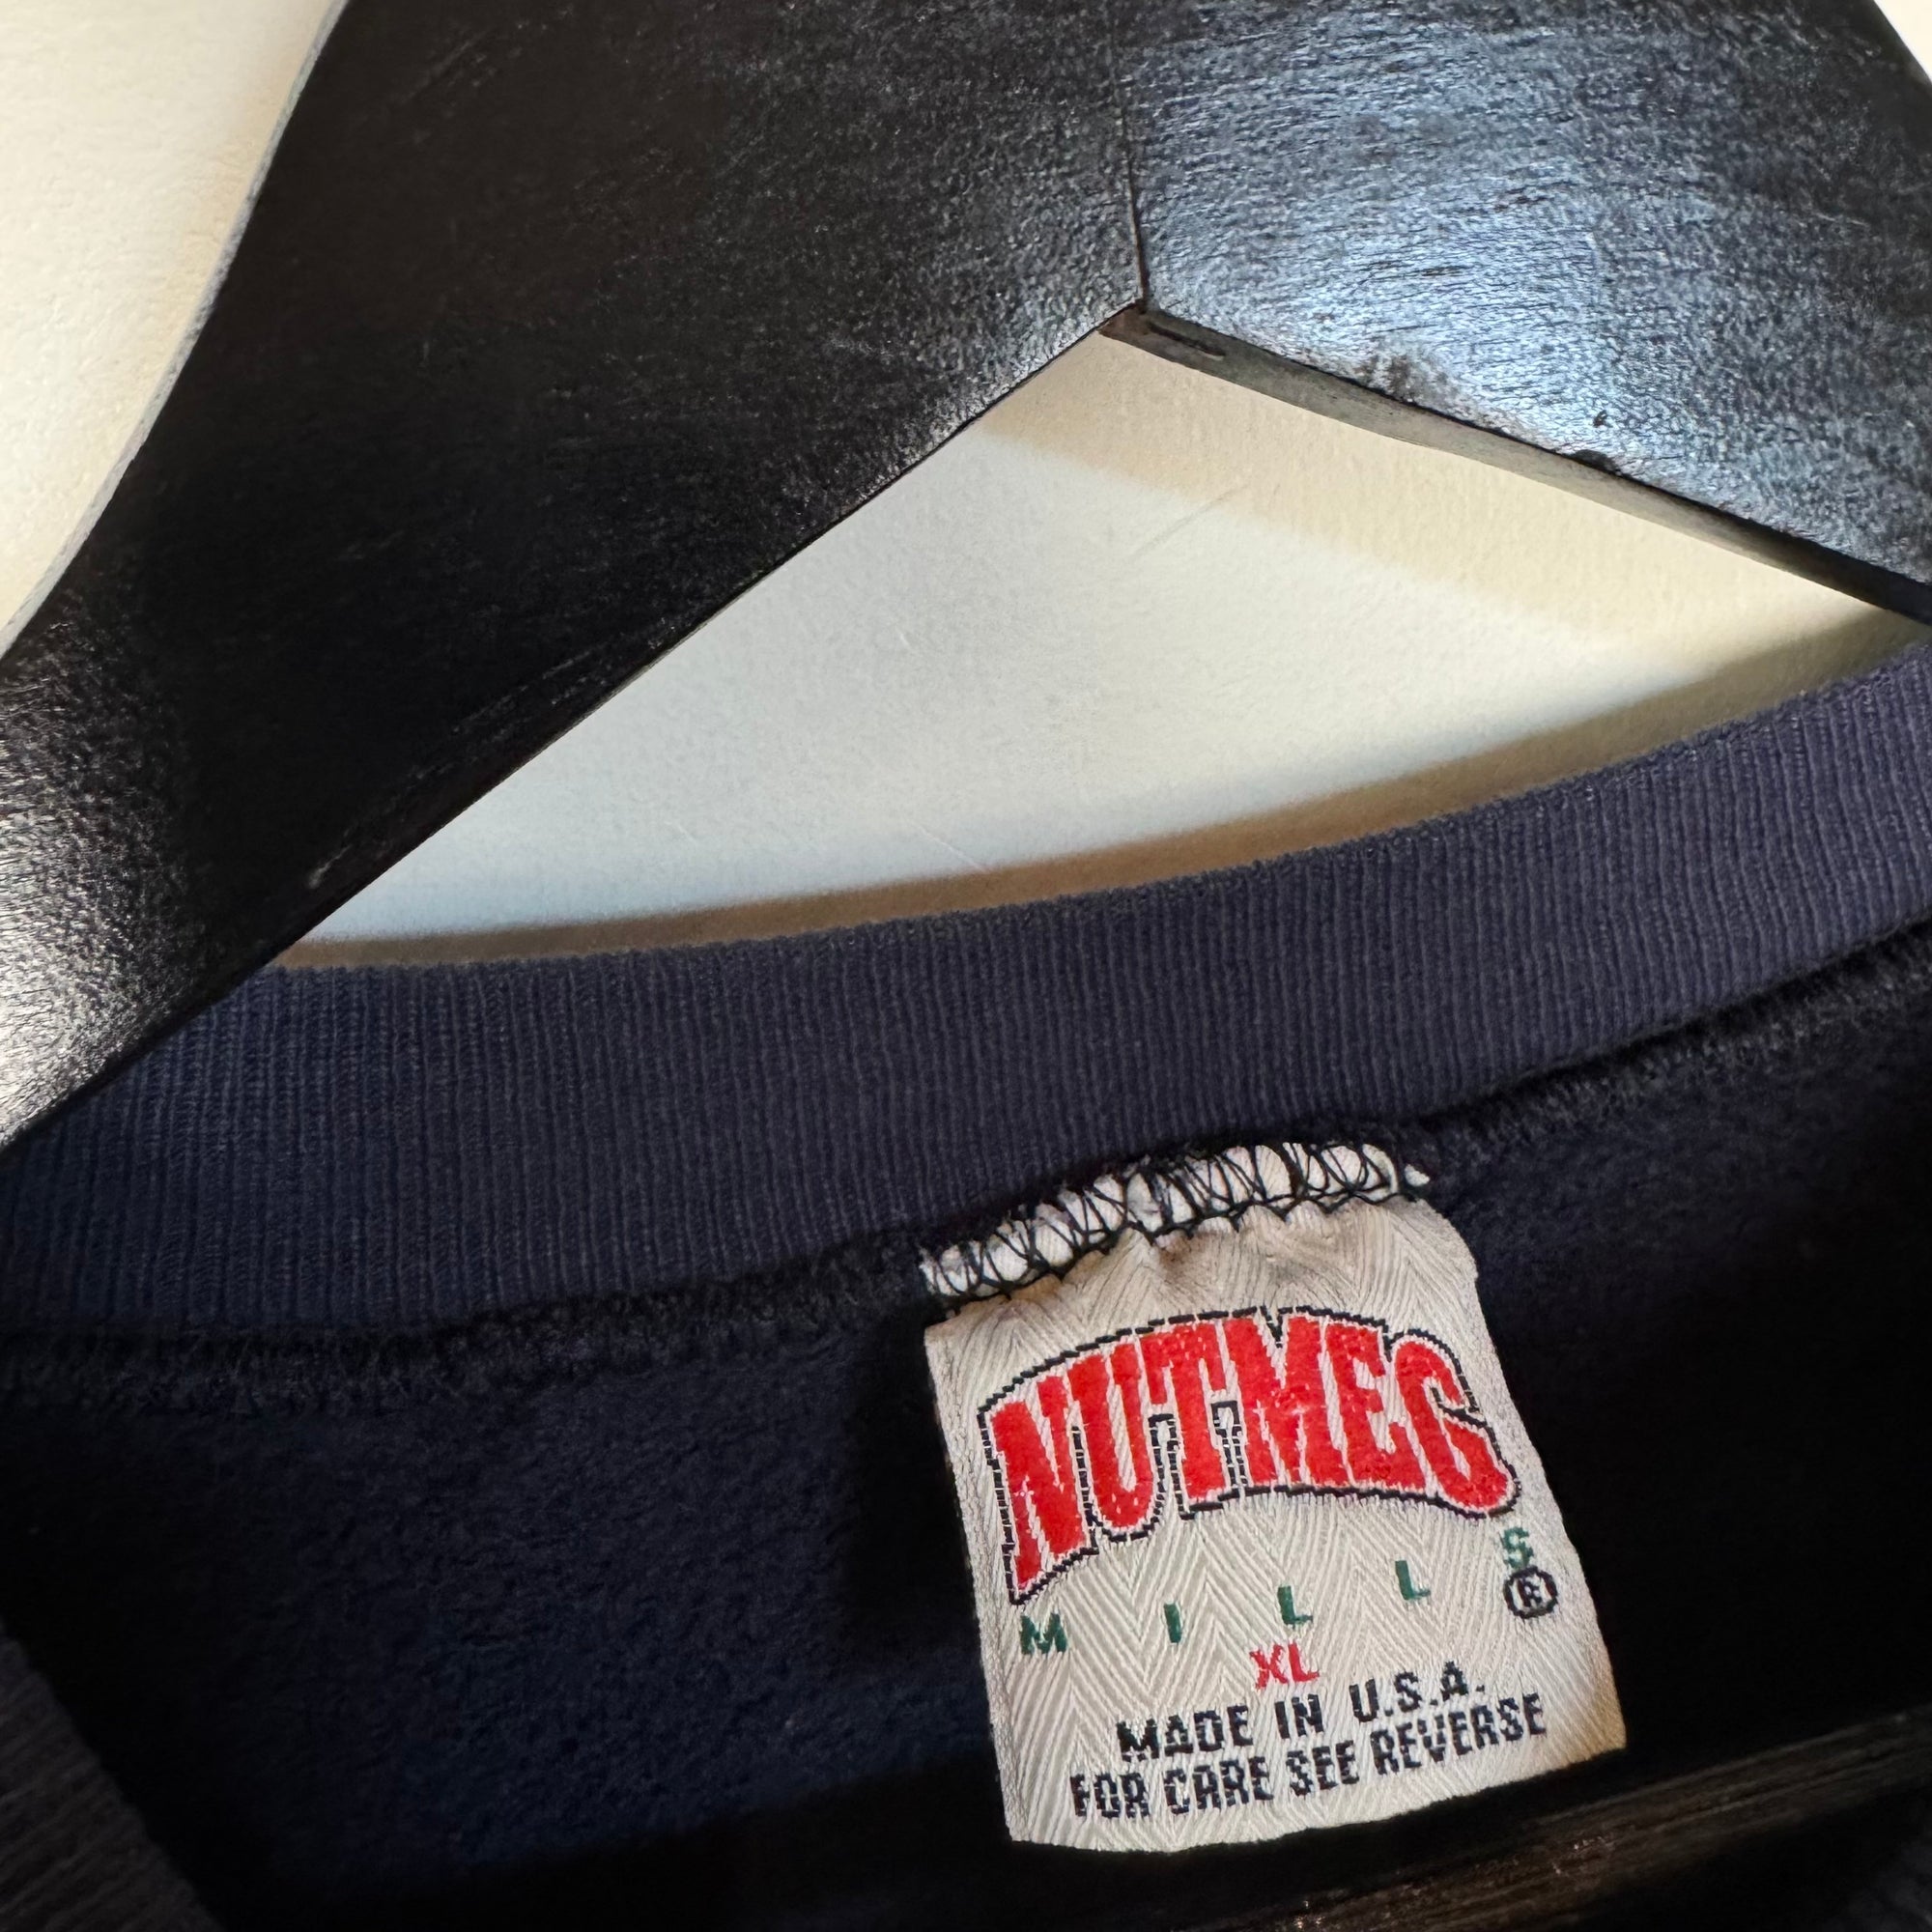 NUTMEG
MILLS®
XL
MADE IN U.S.A.
FOR CARE SEE REVERSE